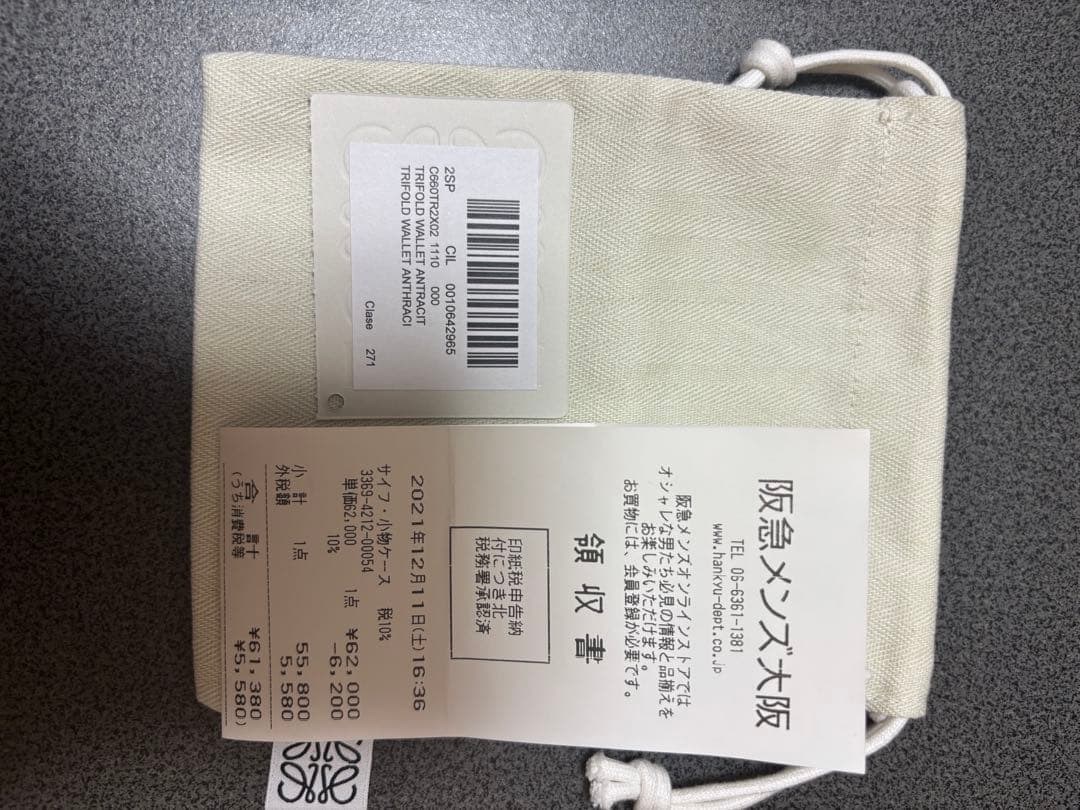 2SP CIL 0010642965
C660TR2X02 1110 000
TRIFOLD WALLET ANTRACIT
TRIFOLD WALLET ANTHRACI
Clase 271
阪急メンズ大阪
TEL 06-6361-1381
www.hankyu-dept.co.jp
阪急メンズオンラインストアでは
オシャレな男たち必見の情報と品揃えを
お楽しみいただけます。
お買物には、会員登録が必要です。
領収書
印紙税申告納
付につき北
税務署承認済
2021年12月11日(土)16:36
サイフ・小物ケース 税10%
3369-4212-00054
単価62,000 1点 ¥62,000
10% -6,200
小計 1点 55,800
外税額 5,580
合計 ¥61,380
(うち消費税等 ¥5,580)